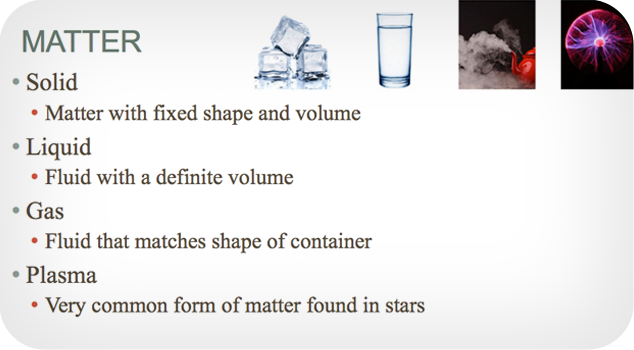 MATTER
• Solid
• Matter with fixed shape and volume
• Liquid
• Fluid with a definite volume
• Gas
• Fluid that matches shape of container
• Plasma
• Very common form of matter found in stars